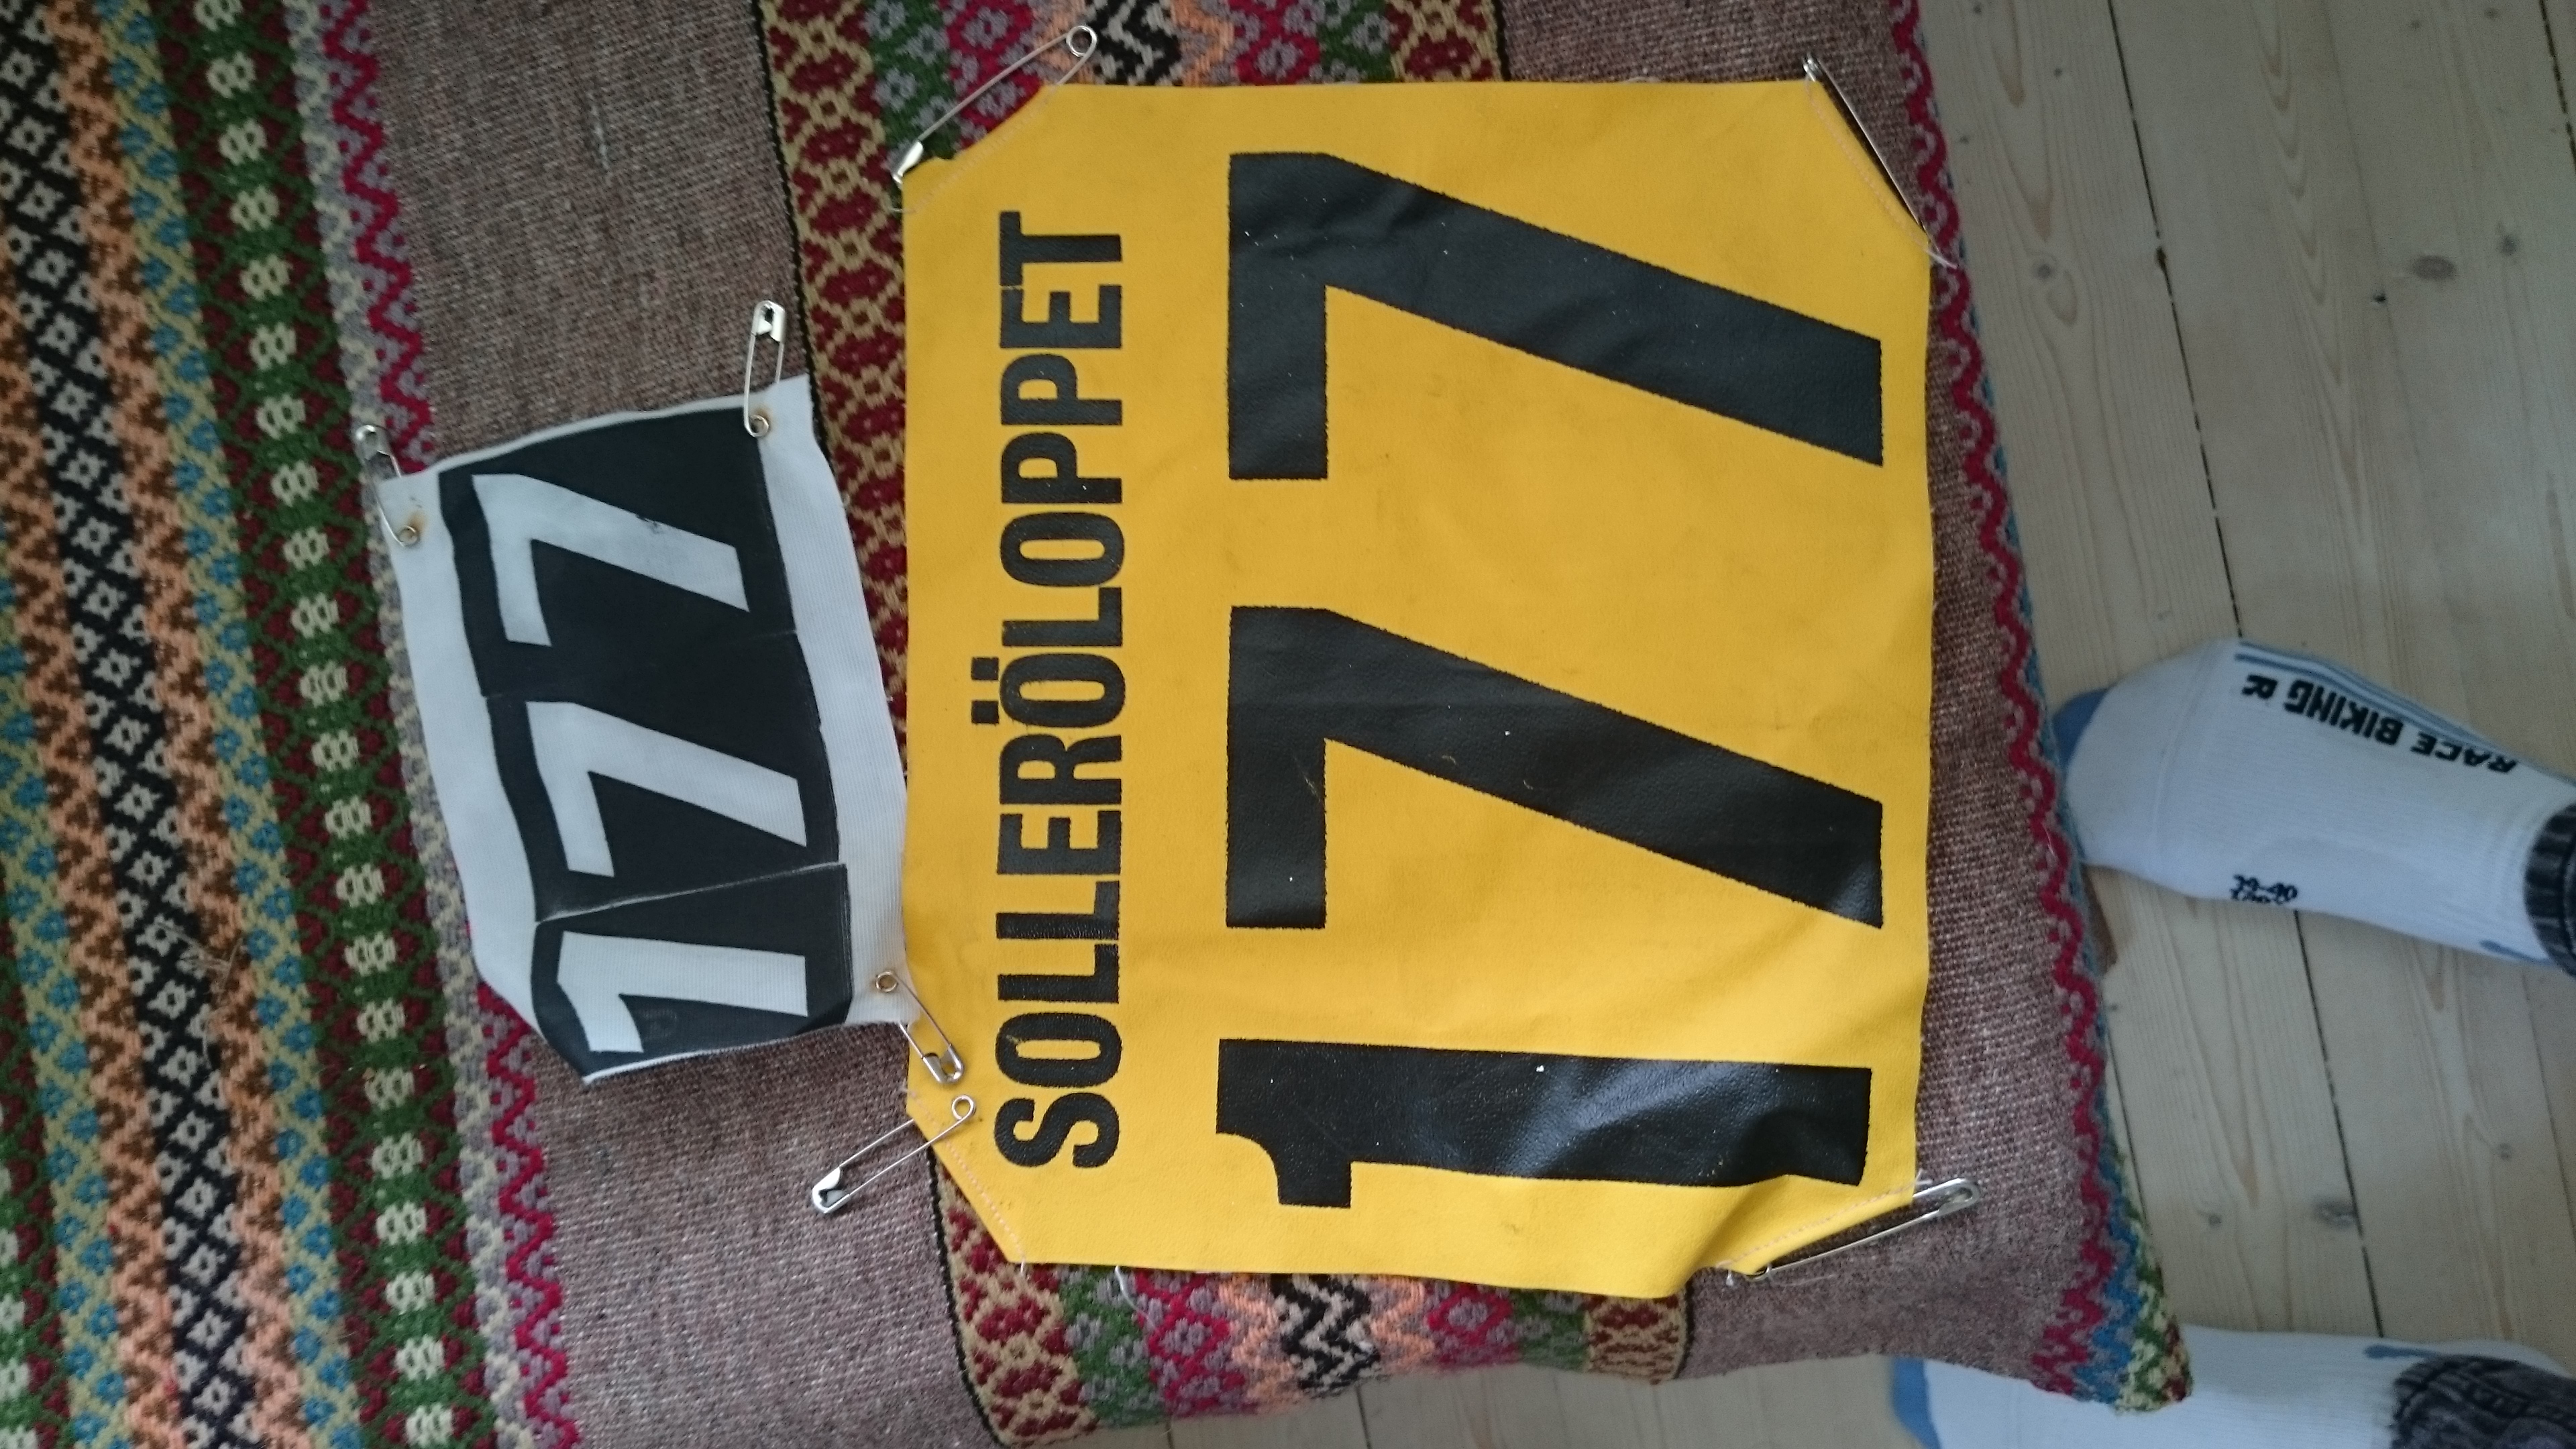 177
SOLLERÖLOPPET
177
RACE BIKING R